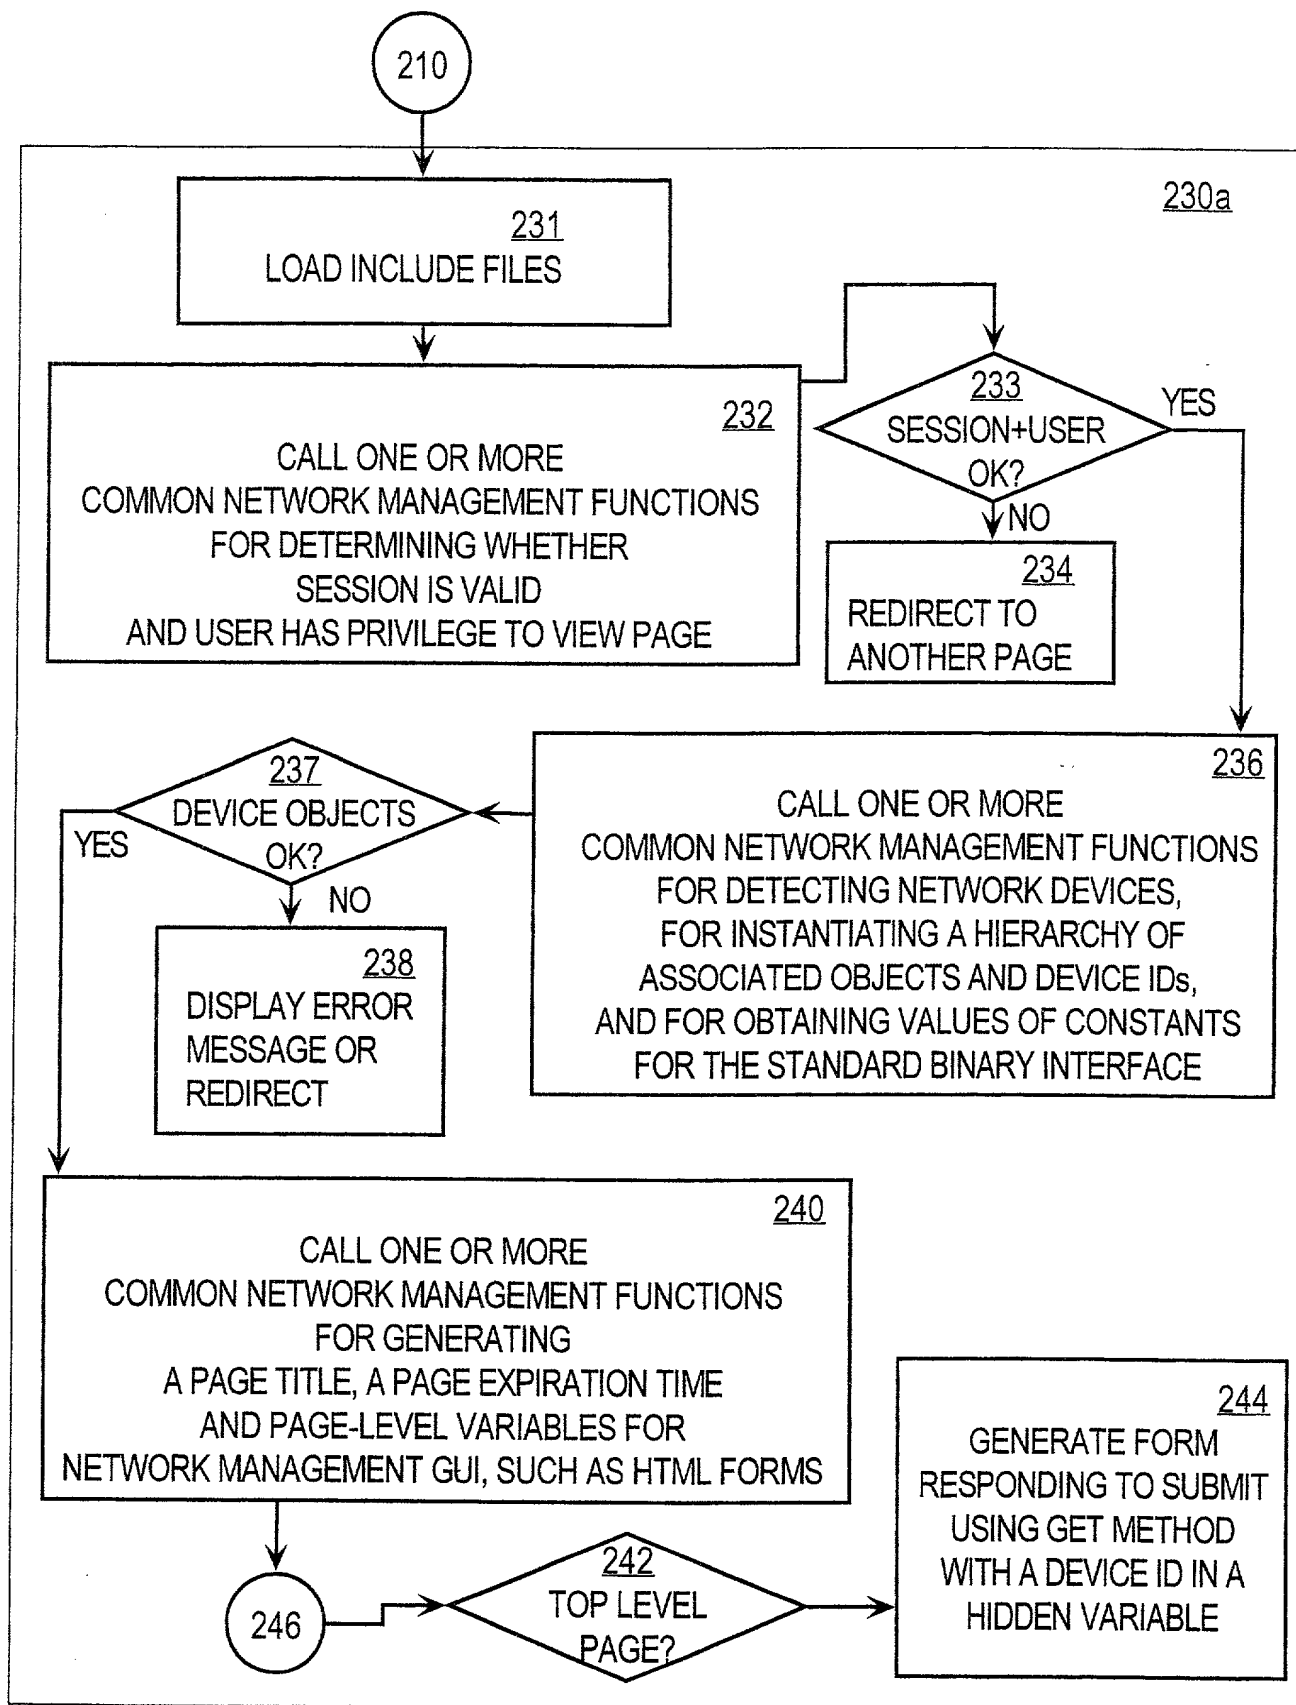 210
230a
231
LOAD INCLUDE FILES
232
CALL ONE OR MORE
COMMON NETWORK MANAGEMENT FUNCTIONS
FOR DETERMINING WHETHER
SESSION IS VALID
AND USER HAS PRIVILEGE TO VIEW PAGE
233
SESSION+USER
OK?
YES
NO
234
REDIRECT TO
ANOTHER PAGE
236
CALL ONE OR MORE
COMMON NETWORK MANAGEMENT FUNCTIONS
FOR DETECTING NETWORK DEVICES,
FOR INSTANTIATING A HIERARCHY OF
ASSOCIATED OBJECTS AND DEVICE IDs,
AND FOR OBTAINING VALUES OF CONSTANTS
FOR THE STANDARD BINARY INTERFACE
237
DEVICE OBJECTS
OK?
YES
NO
238
DISPLAY ERROR
MESSAGE OR
REDIRECT
240
CALL ONE OR MORE
COMMON NETWORK MANAGEMENT FUNCTIONS
FOR GENERATING
A PAGE TITLE, A PAGE EXPIRATION TIME
AND PAGE-LEVEL VARIABLES FOR
NETWORK MANAGEMENT GUI, SUCH AS HTML FORMS
246
242
TOP LEVEL
PAGE?
244
GENERATE FORM
RESPONDING TO SUBMIT
USING GET METHOD
WITH A DEVICE ID IN A
HIDDEN VARIABLE